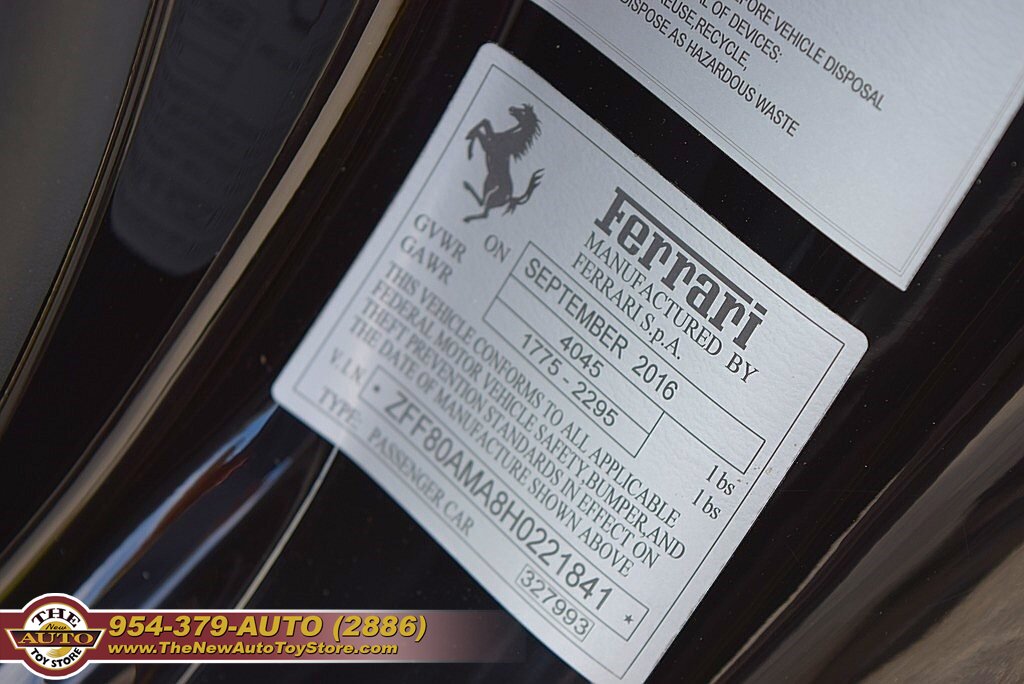 BEFORE VEHICLE DISPOSAL
AL OF DEVICES:
REUSE, RECYCLE,
DISPOSE AS HAZARDOUS WASTE
Ferrari
MANUFACTURED BY
FERRARI S.p.A.
ON SEPTEMBER 2016
GVWR 4045 lbs
GAWR 1775 - 2295 lbs
THIS VEHICLE CONFORMS TO ALL APPLICABLE
FEDERAL MOTOR VEHICLE SAFETY, BUMPER, AND
THEFT PREVENTION STANDARDS IN EFFECT ON
THE DATE OF MANUFACTURE SHOWN ABOVE
V.I.N. * ZFF80AMA8H0221841 *
TYPE: PASSENGER CAR 327993
THE
New
AUTO
TOY STORE
954-379-AUTO (2886)
www.TheNewAutoToyStore.com